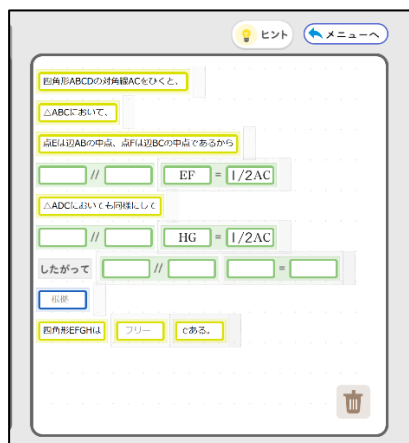 ヒント メニューへ
四角形ABCDの対角線ACをひくと、
△ABCにおいて、
点Eは辺ABの中点、点Fは辺BCの中点であるから
// EF = 1/2AC
△ADCにおいても同様にして
// HG = 1/2AC
したがって // =
根拠
四角形EFGHは フリー である。